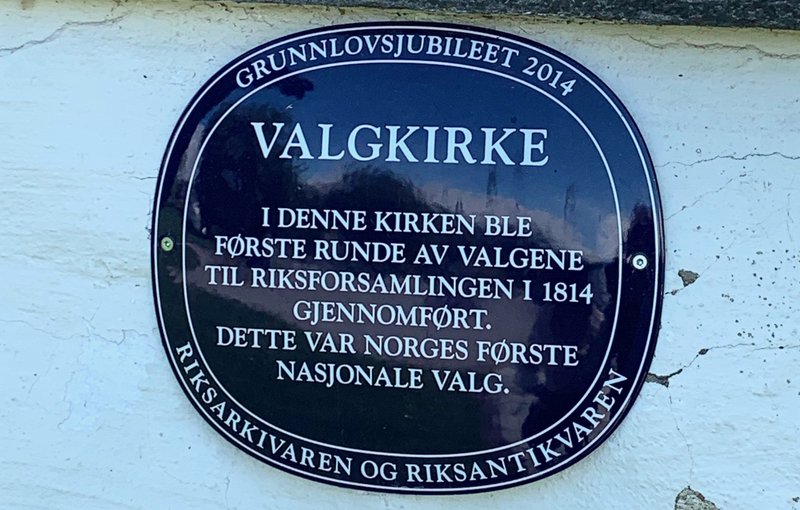 GRUNNLOVSJUBILEET 2014
VALGKIRKE
I DENNE KIRKEN BLE
FØRSTE RUNDE AV VALGENE
TIL RIKSFORSAMLINGEN I 1814
GJENNOMFØRT.
DETTE VAR NORGES FØRSTE
NASJONALE VALG.
RIKSARKIVAREN OG RIKSANTIKVAREN